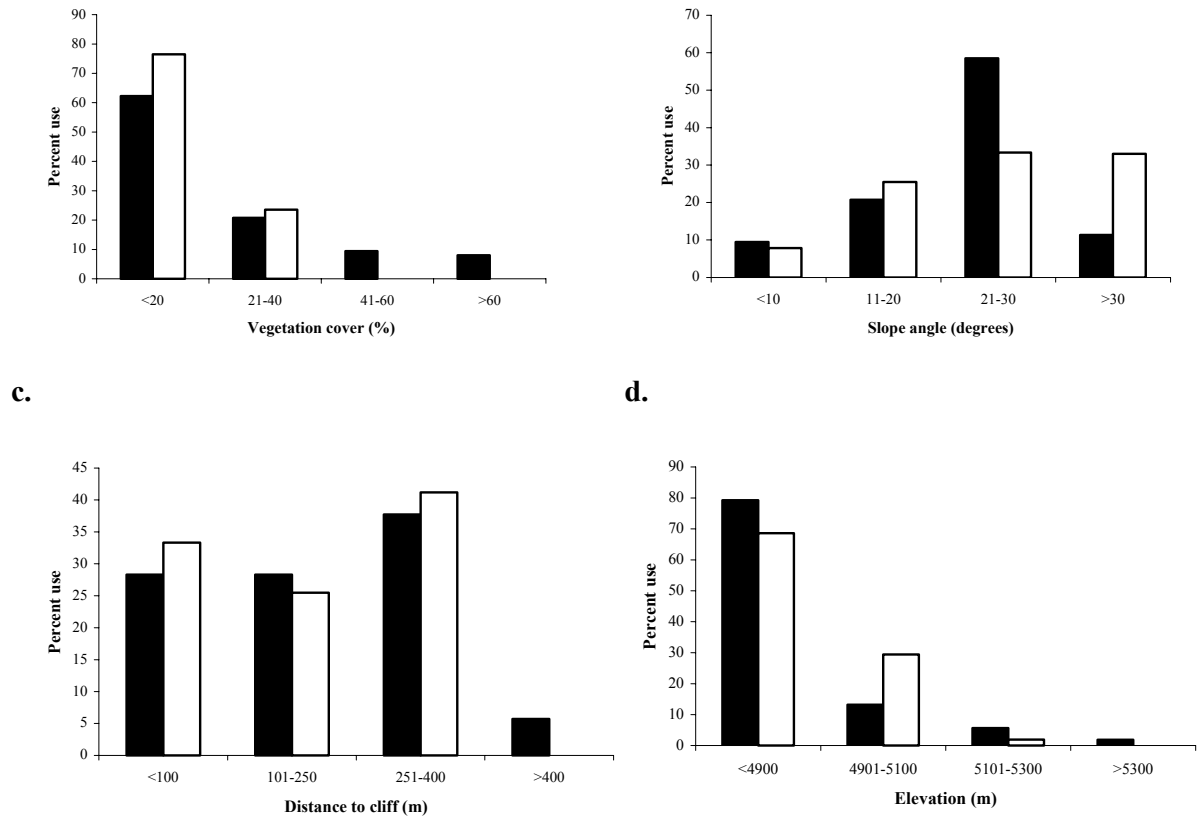 90
80
70
60
50
40
30
20
10
0
Percent use
<20 21-40 41-60 >60
Vegetation cover (%)
70
60
50
40
30
20
10
0
Percent use
<10 11-20 21-30 >30
Slope angle (degrees)
c.
d.
45
40
35
30
25
20
15
10
5
0
Percent use
<100 101-250 251-400 >400
Distance to cliff (m)
90
80
70
60
50
40
30
20
10
0
Percent use
<4900 4901-5100 5101-5300 >5300
Elevation (m)